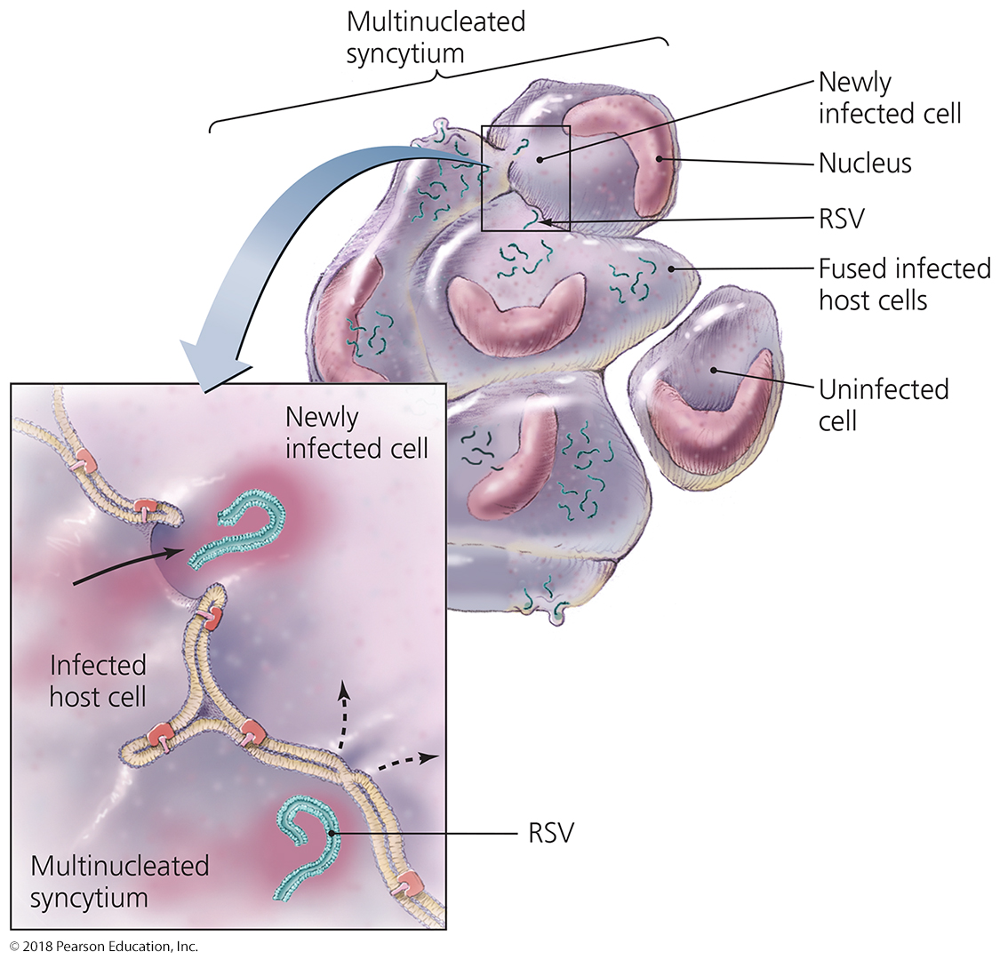 Multinucleated
syncytium
Newly
infected cell
Nucleus
RSV
Fused infected
host cells
Uninfected
cell
Newly
infected cell
Infected
host cell
RSV
Multinucleated
syncytium
© 2018 Pearson Education, Inc.